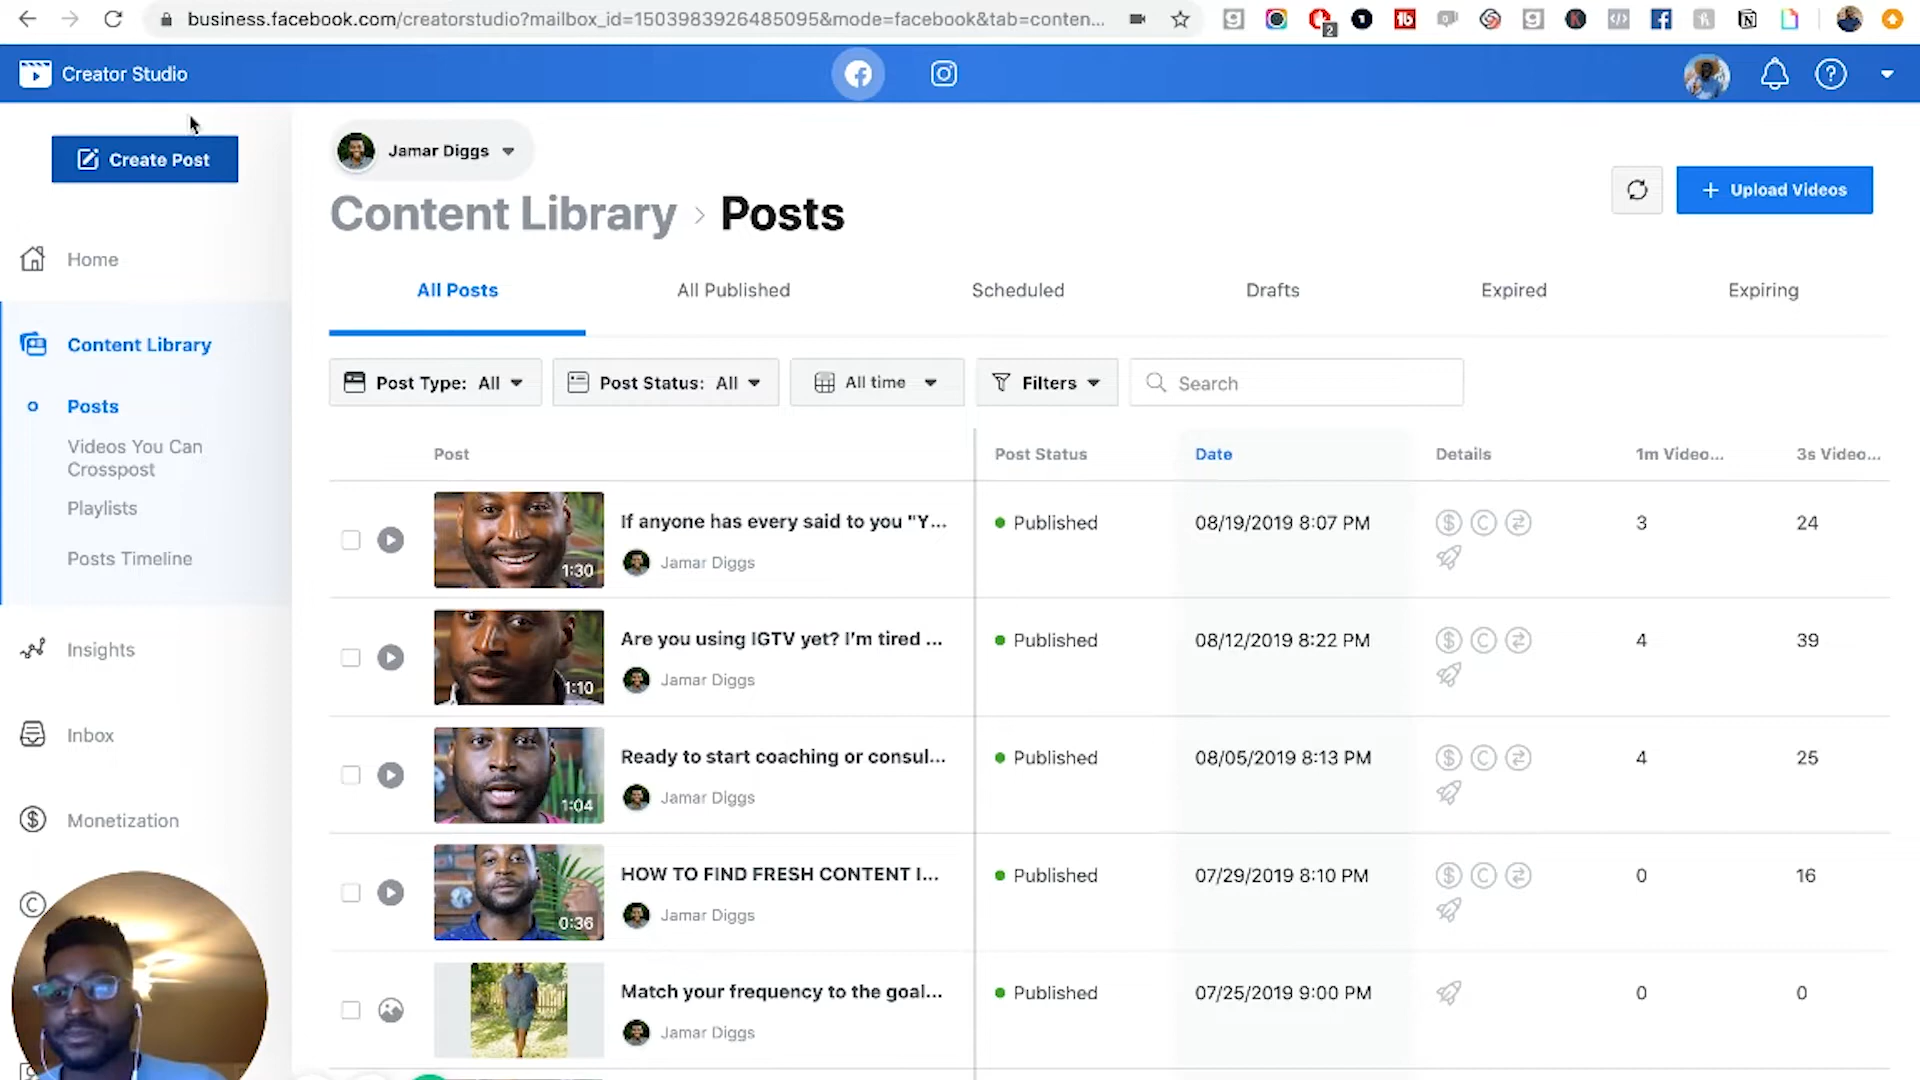 business.facebook.com/creatorstudio?mailbox_id=1503983926485095&mode=facebook&tab=conten...
2
16
Creator Studio
Create Post
Jamar Diggs
Content Library > Posts
+ Upload Videos
Home
Content Library
Posts
Videos You Can
Crosspost
Playlists
Posts Timeline
Insights
Inbox
Monetization
All Posts
All Published
Scheduled
Drafts
Expired
Expiring
Post Type: All
Post Status: All
All time
Filters
Search
Post
Post Status
Date
Details
1m Video...
3s Video...
1:30
If anyone has every said to you "Y...
Jamar Diggs
Published
08/19/2019 8:07 PM
3
24
1:10
Are you using IGTV yet? I'm tired ...
Jamar Diggs
Published
08/12/2019 8:22 PM
4
39
1:04
Ready to start coaching or consul...
Jamar Diggs
Published
08/05/2019 8:13 PM
4
25
0:36
HOW TO FIND FRESH CONTENT I...
Jamar Diggs
Published
07/29/2019 8:10 PM
0
16
Match your frequency to the goal...
Jamar Diggs
Published
07/25/2019 9:00 PM
0
0